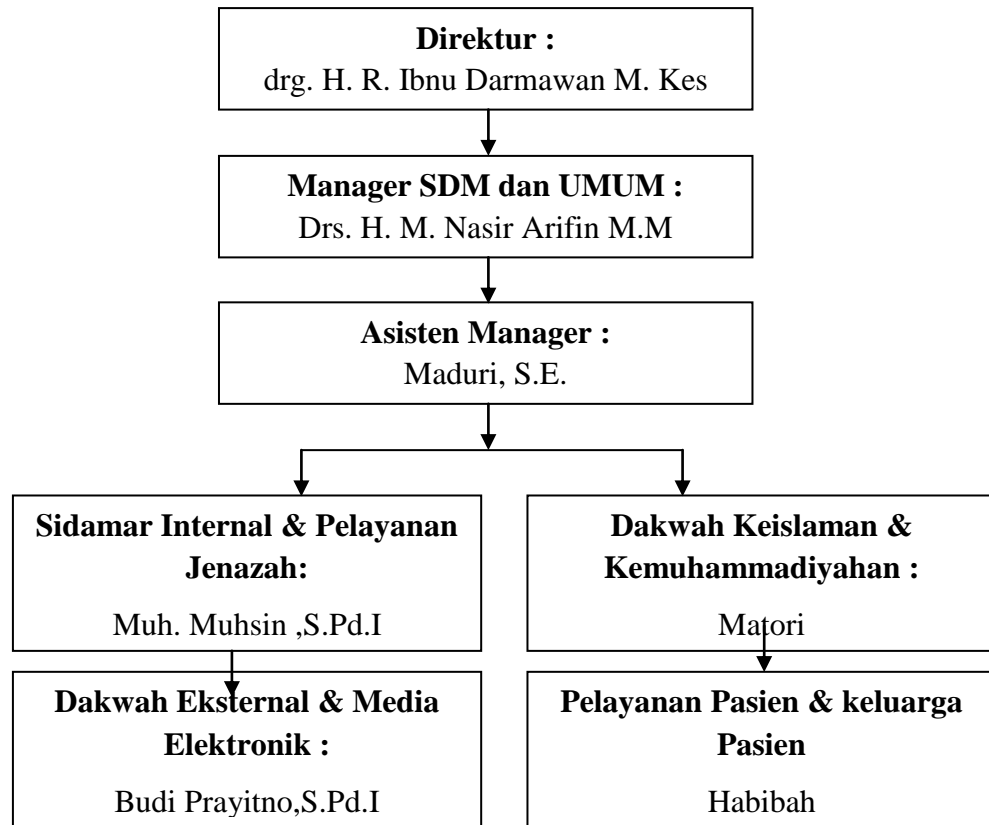 Direktur :
drg. H. R. Ibnu Darmawan M. Kes
Manager SDM dan UMUM :
Drs. H. M. Nasir Arifin M.M
Asisten Manager :
Maduri, S.E.
Sidamar Internal & Pelayanan
Jenazah:
Muh. Muhsin ,S.Pd.I
Dakwah Keislaman &
Kemuhammadiyahan :
Matori
Dakwah Eksternal & Media
Elektronik :
Budi Prayitno,S.Pd.I
Pelayanan Pasien & keluarga
Pasien
Habibah